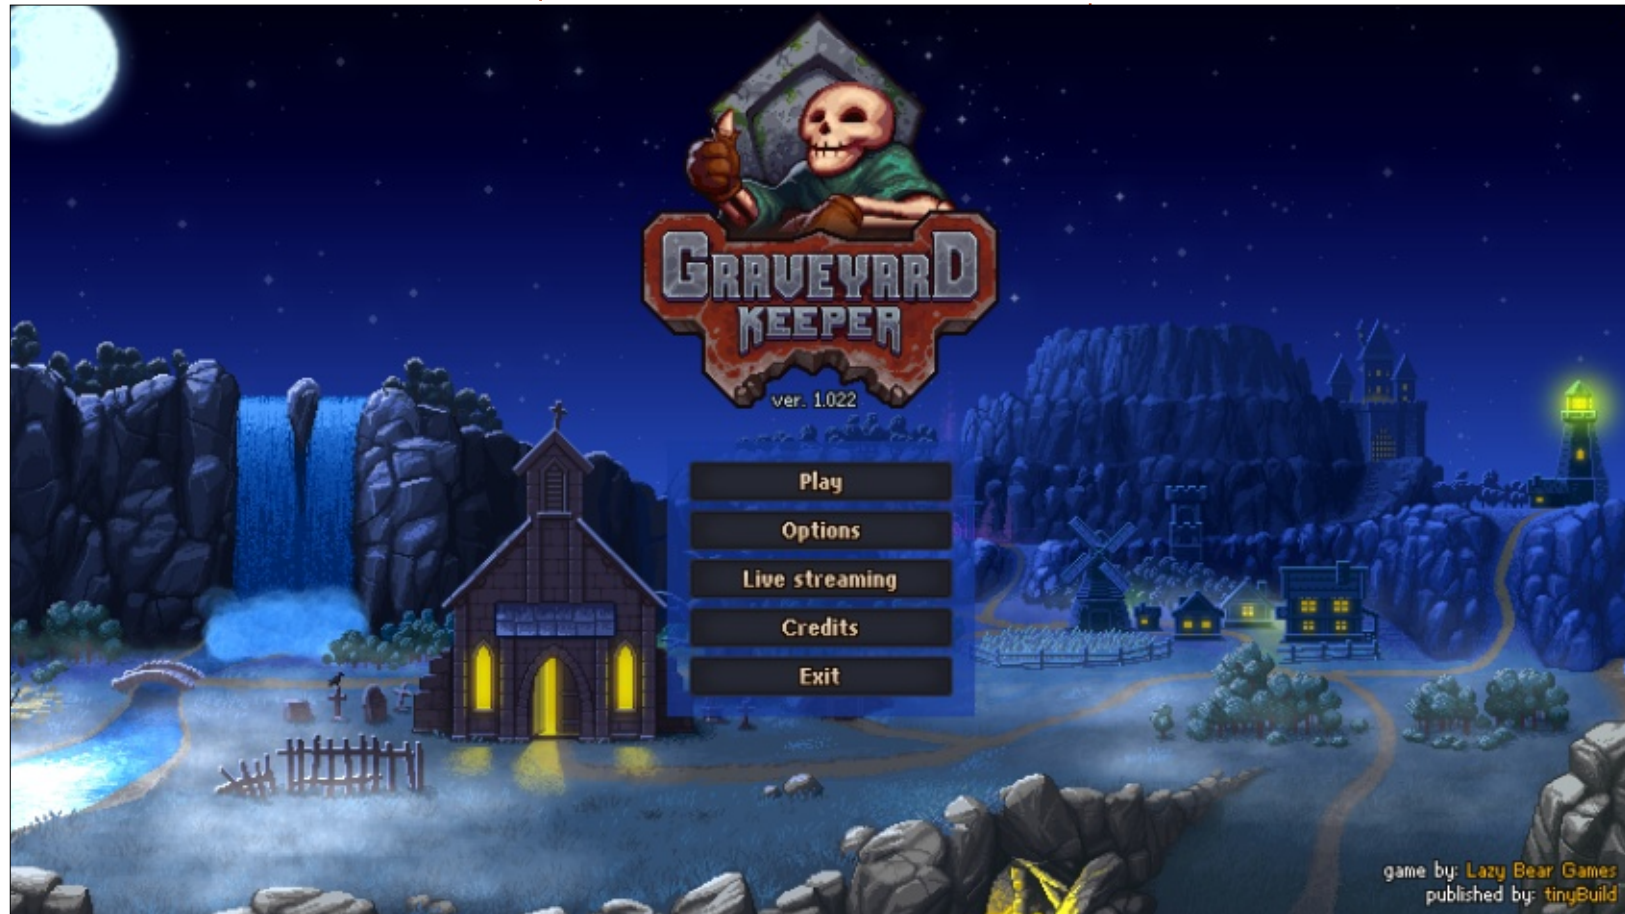 GRAVEYARD
KEEPER
ver. 1.022
Play
Options
Live streaming
Credits
Exit
game by: Lazy Bear Games
published by: tinyBuild